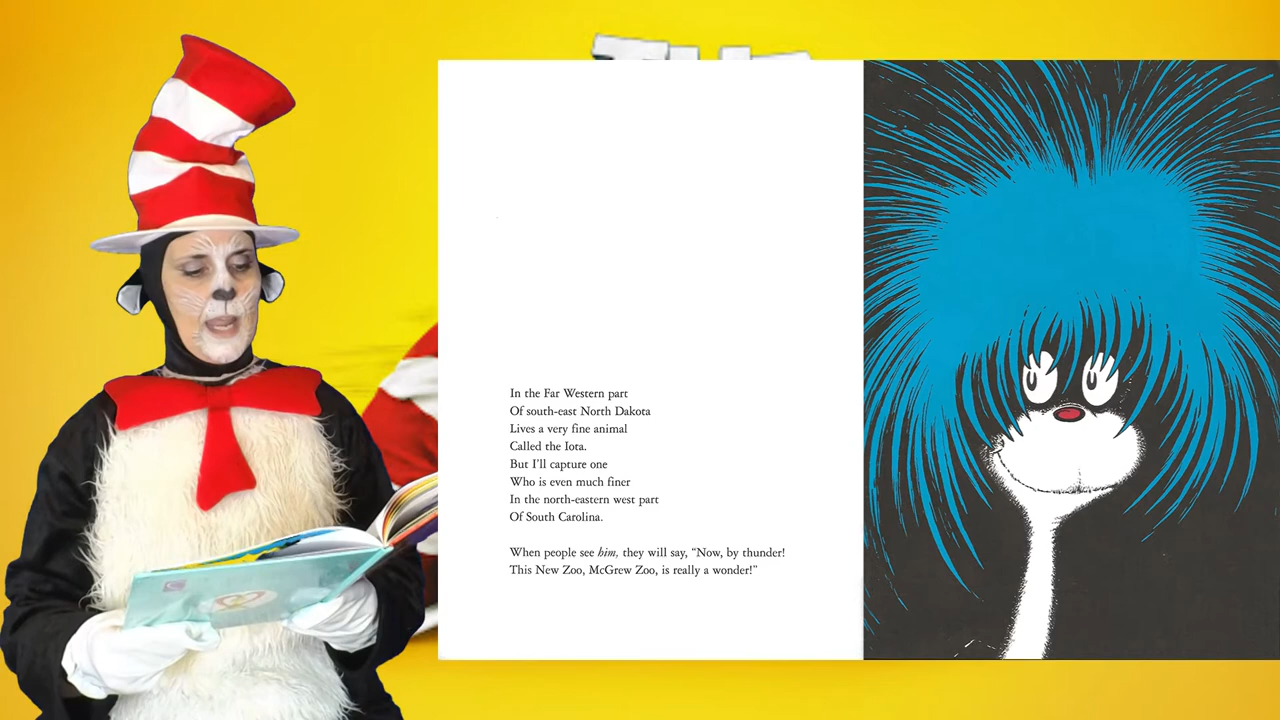 In the Far Western part
Of south-east North Dakota
Lives a very fine animal
Called the Iota.
But I'll capture one
Who is even much finer
In the north-eastern west part
Of South Carolina.
When people see him, they will say, “Now, by thunder!
This New Zoo, McGrew Zoo, is really a wonder!”